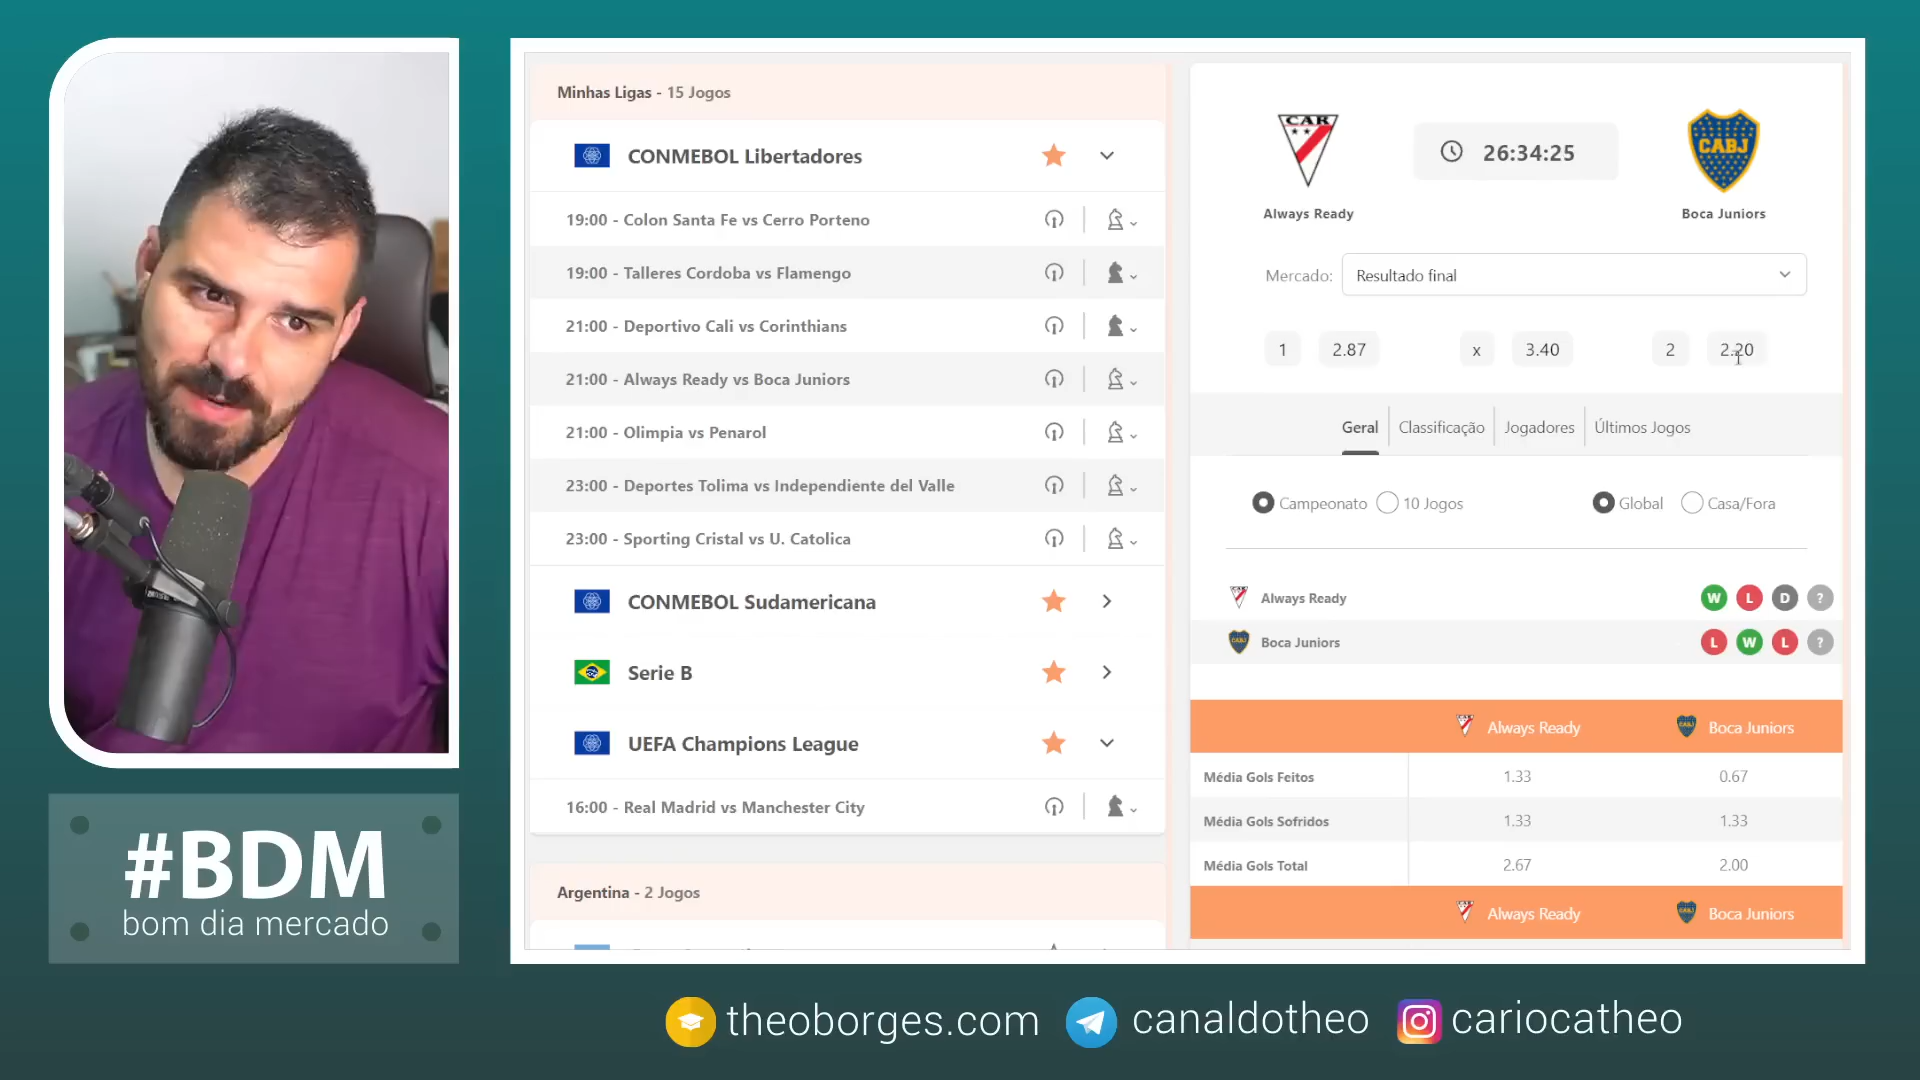 Minhas Ligas - 15 Jogos
CONMEBOL Libertadores
19:00 - Colon Santa Fe vs Cerro Porteno
19:00 - Talleres Cordoba vs Flamengo
21:00 - Deportivo Cali vs Corinthians
21:00 - Always Ready vs Boca Juniors
21:00 - Olimpia vs Penarol
23:00 - Deportes Tolima vs Independiente del Valle
23:00 - Sporting Cristal vs U. Catolica
CONMEBOL Sudamericana
Serie B
UEFA Champions League
16:00 - Real Madrid vs Manchester City
Argentina - 2 Jogos
CAR
26:34:25
CABJ
Always Ready
Boca Juniors
Mercado: Resultado final
1 2.87 x 3.40 2 2.20
Geral Classificação Jogadores Últimos Jogos
Campeonato 10 Jogos Global Casa/Fora
Always Ready W L D ?
Boca Juniors L W L ?
Always Ready Boca Juniors
Média Gols Feitos 1.33 0.67
Média Gols Sofridos 1.33 1.33
Média Gols Total 2.67 2.00
Always Ready Boca Juniors
#BDM
bom dia mercado
theoborges.com canaldotheo cariocatheo